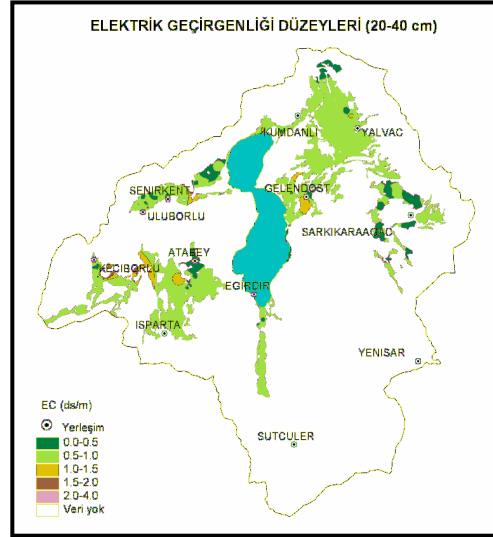 ELEKTRİK GEÇİRGENLİĞİ DÜZEYLERİ (20-40 cm)
KUMDANLI
YALVAC
SENIRKENT
GELENDOST
ULUBORLU
SARKIKARAAGAC
ATABEY
KECIBORLU
EGIRDIR
ISPARTA
YENISAR
SUTCULER
EC (ds/m)
Yerleşim
0.0-0.5
0.5-1.0
1.0-1.5
1.5-2.0
2.0-4.0
Veri yok